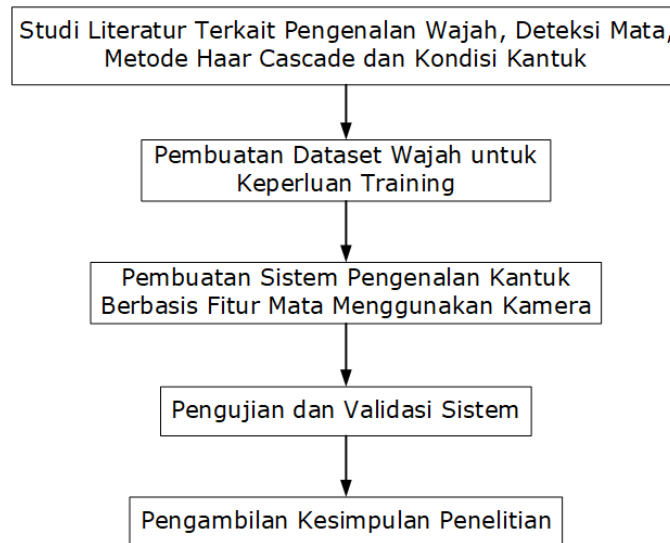 Studi Literatur Terkait Pengenalan Wajah, Deteksi Mata,
Metode Haar Cascade dan Kondisi Kantuk
Pembuatan Dataset Wajah untuk
Keperluan Training
Pembuatan Sistem Pengenalan Kantuk
Berbasis Fitur Mata Menggunakan Kamera
Pengujian dan Validasi Sistem
Pengambilan Kesimpulan Penelitian